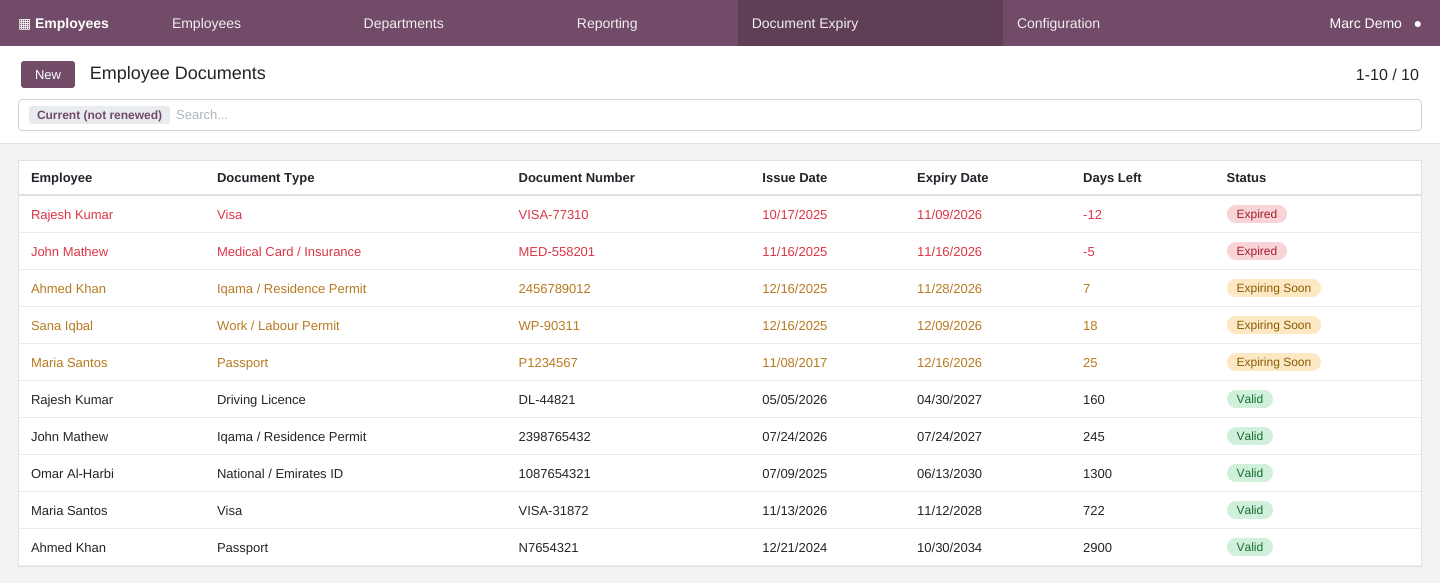 Employees Employees Departments Reporting Document Expiry Configuration Marc Demo
New Employee Documents 1-10 / 10
Current (not renewed) Search...
Employee Document Type Document Number Issue Date Expiry Date Days Left Status
Rajesh Kumar Visa VISA-77310 10/17/2025 11/09/2026 -12 Expired
John Mathew Medical Card / Insurance MED-558201 11/16/2025 11/16/2026 -5 Expired
Ahmed Khan Iqama / Residence Permit 2456789012 12/16/2025 11/28/2026 7 Expiring Soon
Sana Iqbal Work / Labour Permit WP-90311 12/16/2025 12/09/2026 18 Expiring Soon
Maria Santos Passport P1234567 11/08/2017 12/16/2026 25 Expiring Soon
Rajesh Kumar Driving Licence DL-44821 05/05/2026 04/30/2027 160 Valid
John Mathew Iqama / Residence Permit 2398765432 07/24/2026 07/24/2027 245 Valid
Omar Al-Harbi National / Emirates ID 1087654321 07/09/2025 06/13/2030 1300 Valid
Maria Santos Visa VISA-31872 11/13/2026 11/12/2028 722 Valid
Ahmed Khan Passport N7654321 12/21/2024 10/30/2034 2900 Valid